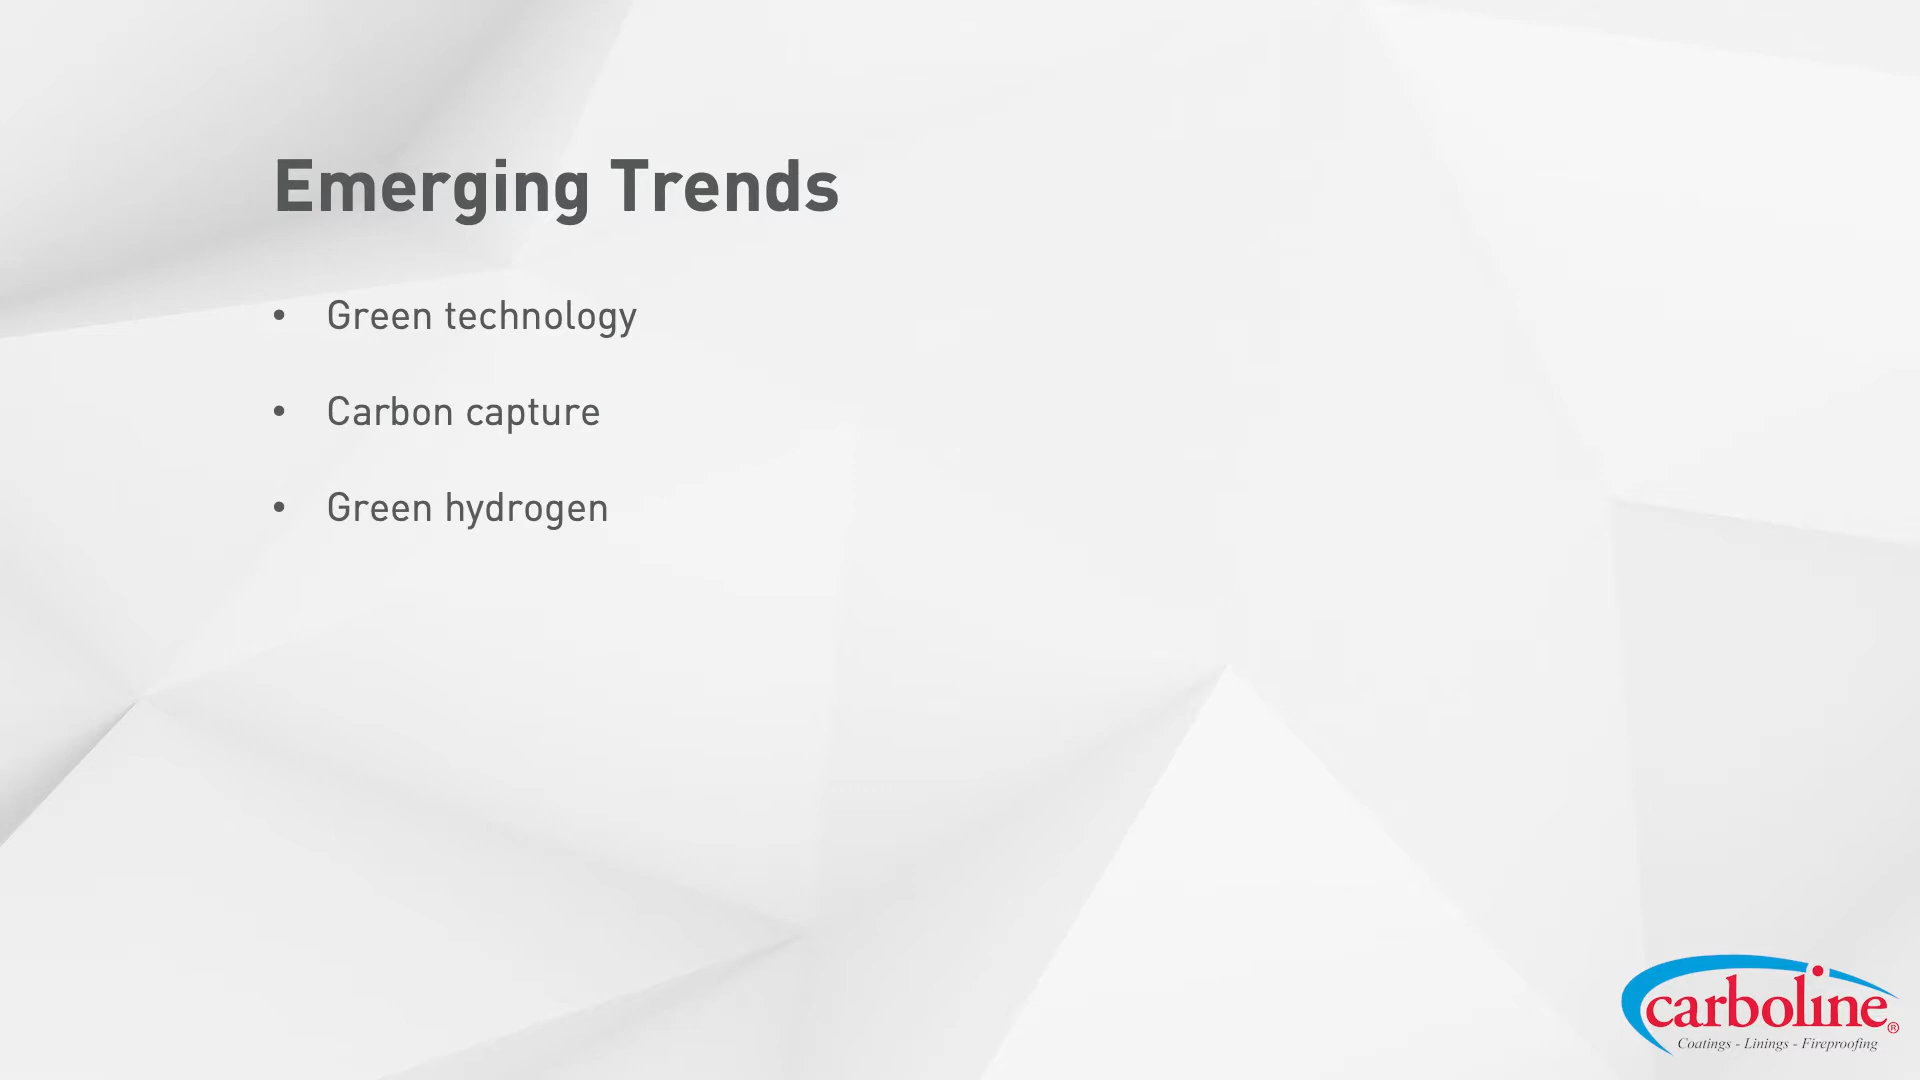 Emerging Trends
• Green technology
• Carbon capture
• Green hydrogen
carboline®
Coatings - Linings - Fireproofing